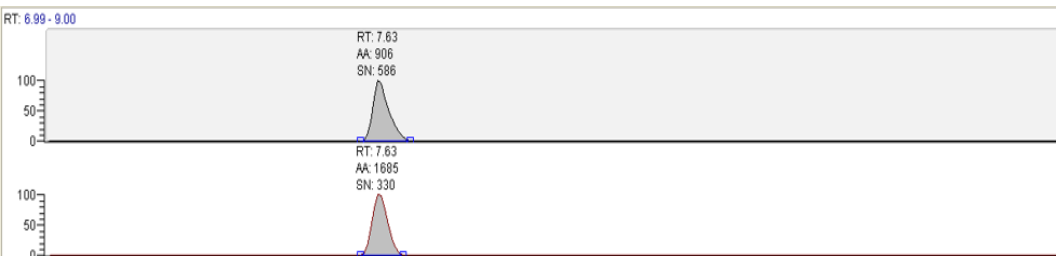 RT: 6.99 - 9.00
RT: 7.63
AA: 906
SN: 586
100
50
0
RT: 7.63
AA: 1685
SN: 330
100
50
0